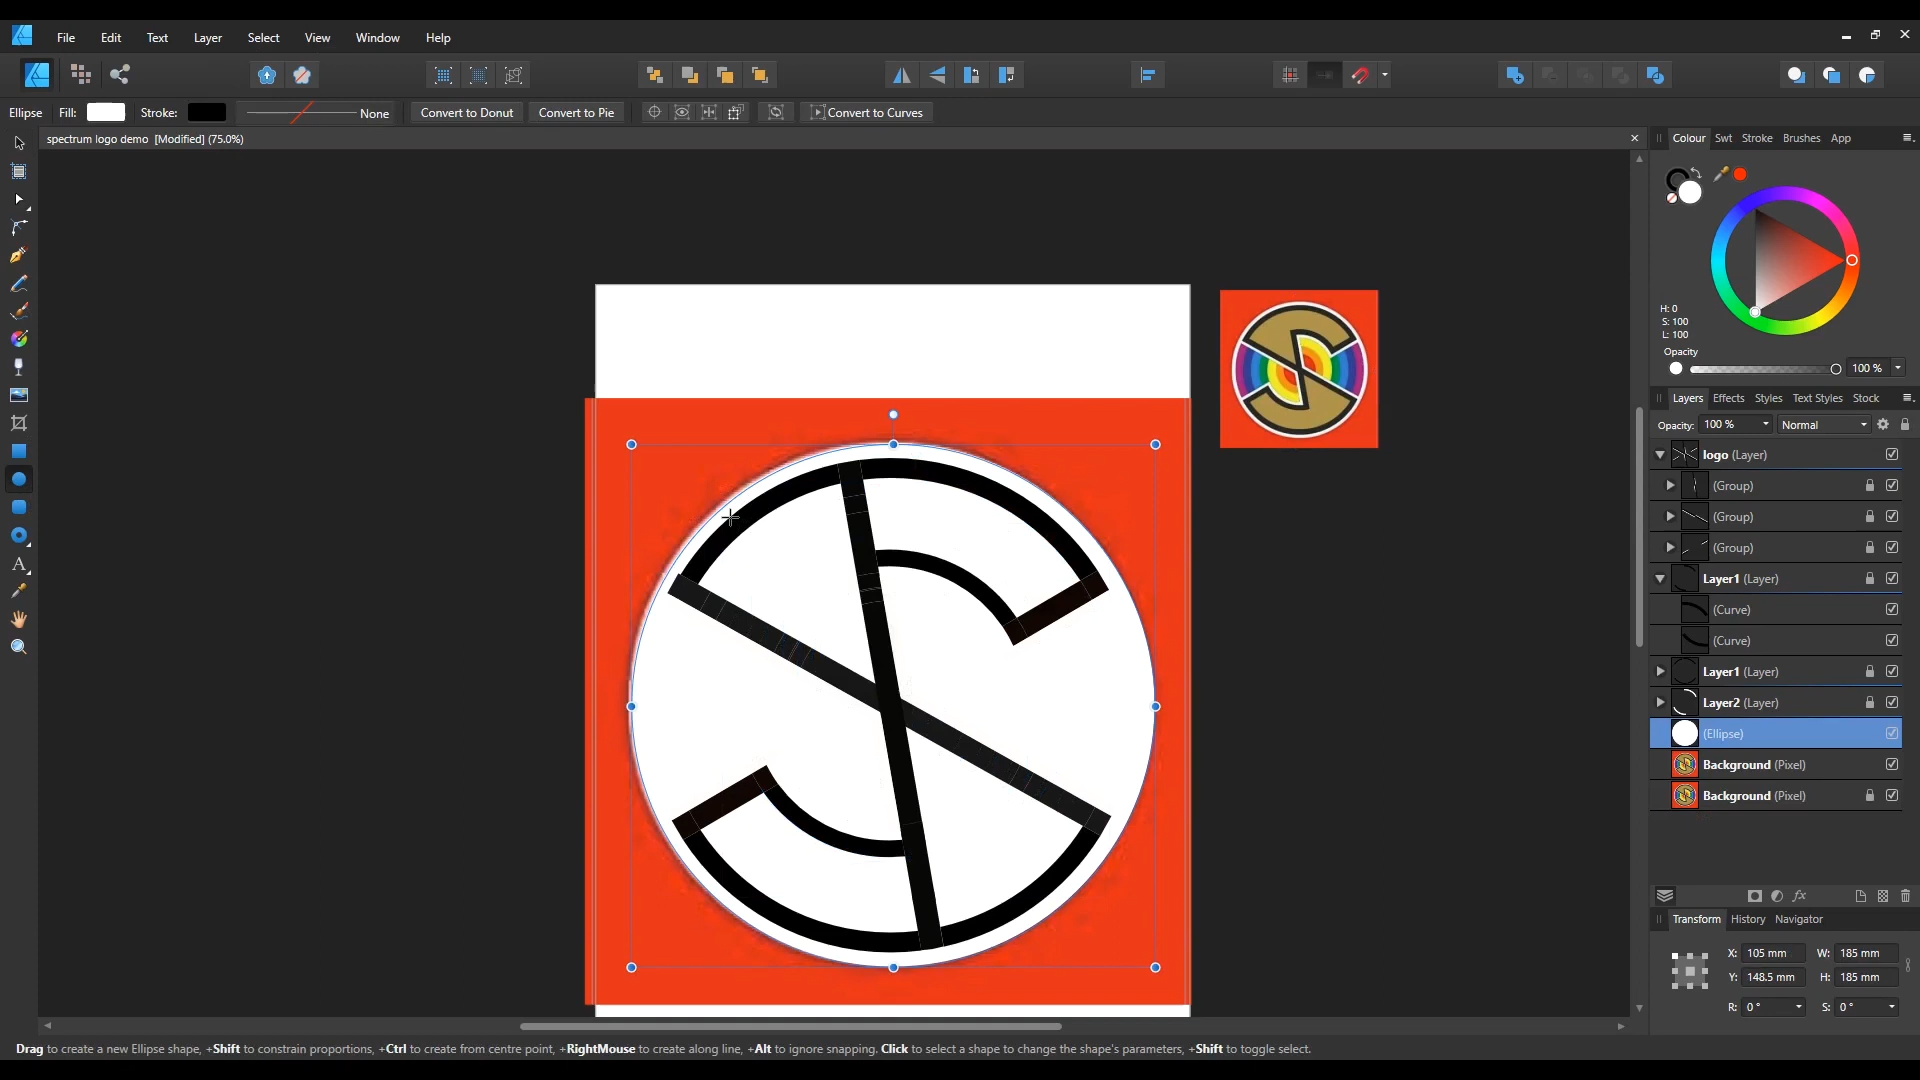 File Edit Text Layer Select View Window Help
Ellipse Fill: Stroke: None Convert to Donut Convert to Pie Convert to Curves
spectrum logo demo [Modified] (75.0%)
Colour Swt Stroke Brushes App
H: 0
S: 100
L: 100
Opacity
100 %
Layers Effects Styles Text Styles Stock
Opacity: 100 % Normal
logo (Layer)
(Group)
(Group)
(Group)
Layer1 (Layer)
(Curve)
(Curve)
Layer1 (Layer)
Layer2 (Layer)
(Ellipse)
Background (Pixel)
Background (Pixel)
fx
Transform History Navigator
X: 105 mm W: 185 mm
Y: 148.5 mm H: 185 mm
R: 0 ° S: 0 °
Drag to create a new Ellipse shape, +Shift to constrain proportions, +Ctrl to create from centre point, +RightMouse to create along line, +Alt to ignore snapping. Click to select a shape to change the shape's parameters, +Shift to toggle select.